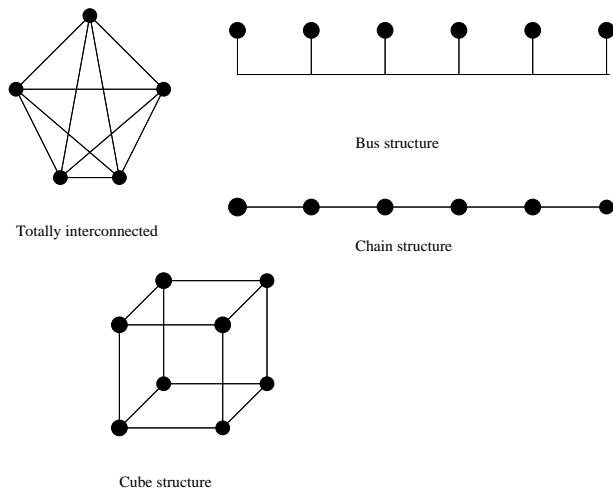 Bus structure
Totally interconnected
Chain structure
Cube structure